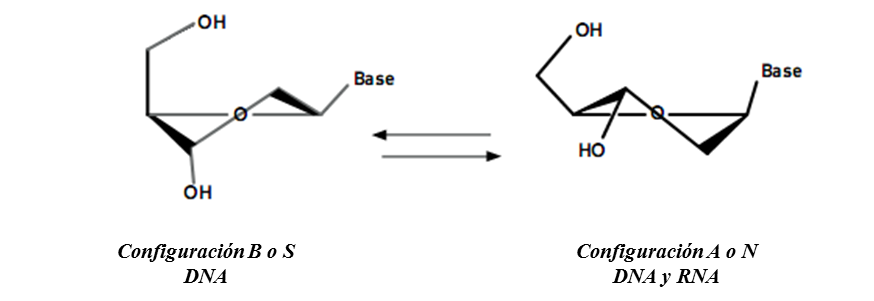 OH
Base
O
OH
OH
Base
O
HO
Configuración B o S
DNA
Configuración A o N
DNA y RNA